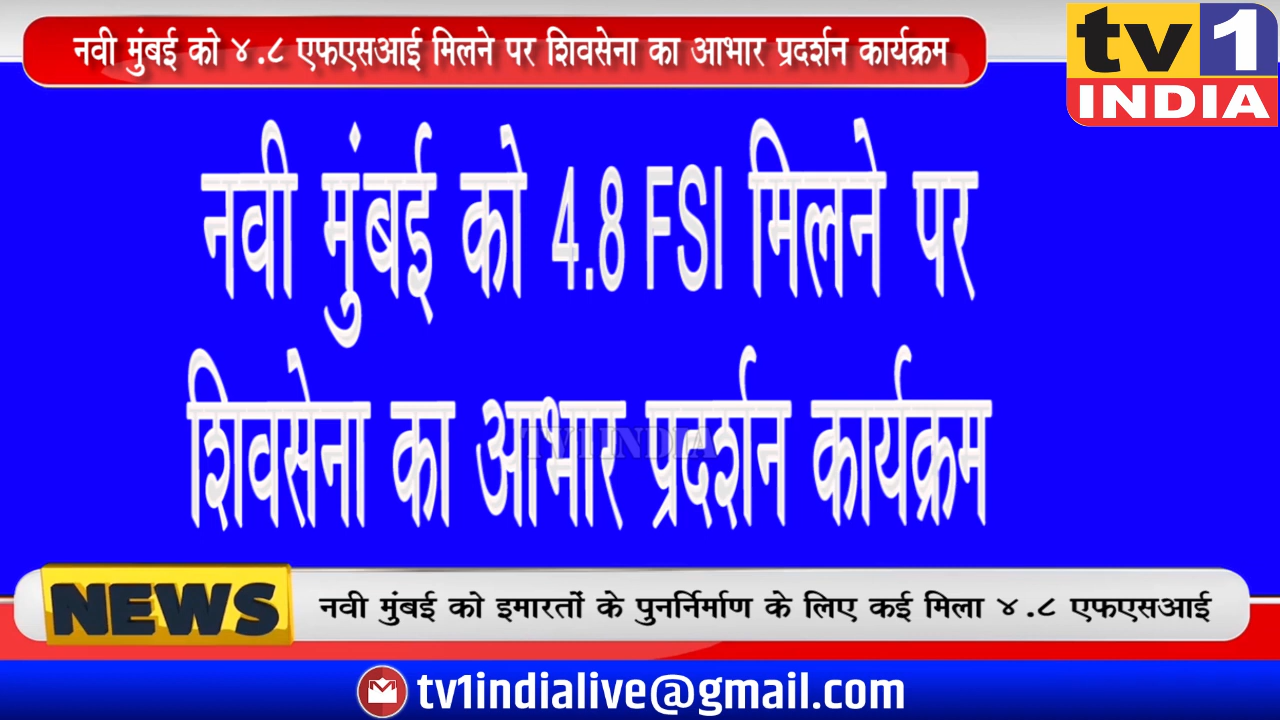 नवी मुंबई को ४.८ एफएसआई मिलने पर शिवसेना का आभार प्रदर्शन कार्यक्रम
tv1
INDIA
नवी मुंबई को 4.8 FSI मिलने पर
शिवसेना का आभार प्रदर्शन कार्यक्रम
TV1INDIA
NEWS
नवी मुंबई को इमारतों के पुनर्निर्माण के लिए कई मिला ४.८ एफएसआई
tv1indialive@gmail.com